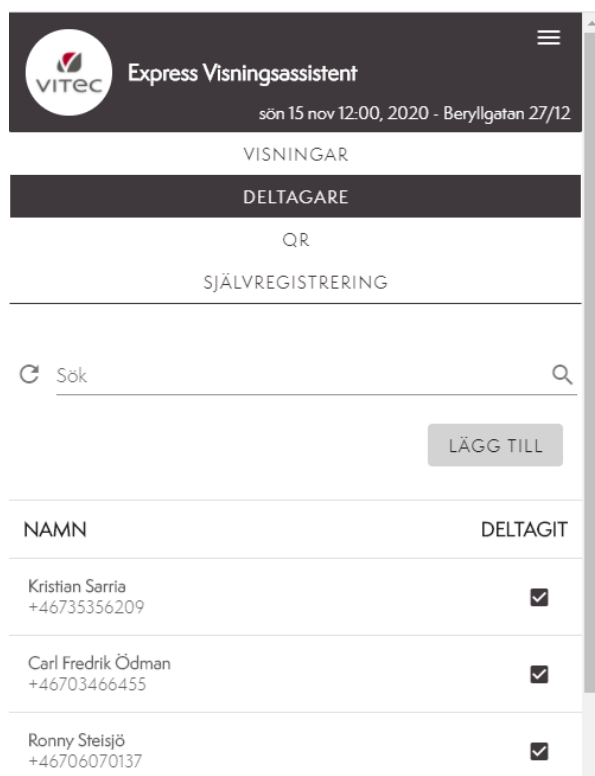 vitec
Express Visningsassistent
sön 15 nov 12:00, 2020 - Beryllgatan 27/12
VISNINGAR
DELTAGARE
QR
SJÄLVREGISTRERING
Sök
LÄGG TILL
NAMN DELTAGIT
Kristian Sarria
+46735356209
Carl Fredrik Ödman
+46703466455
Ronny Steisjö
+46706070137